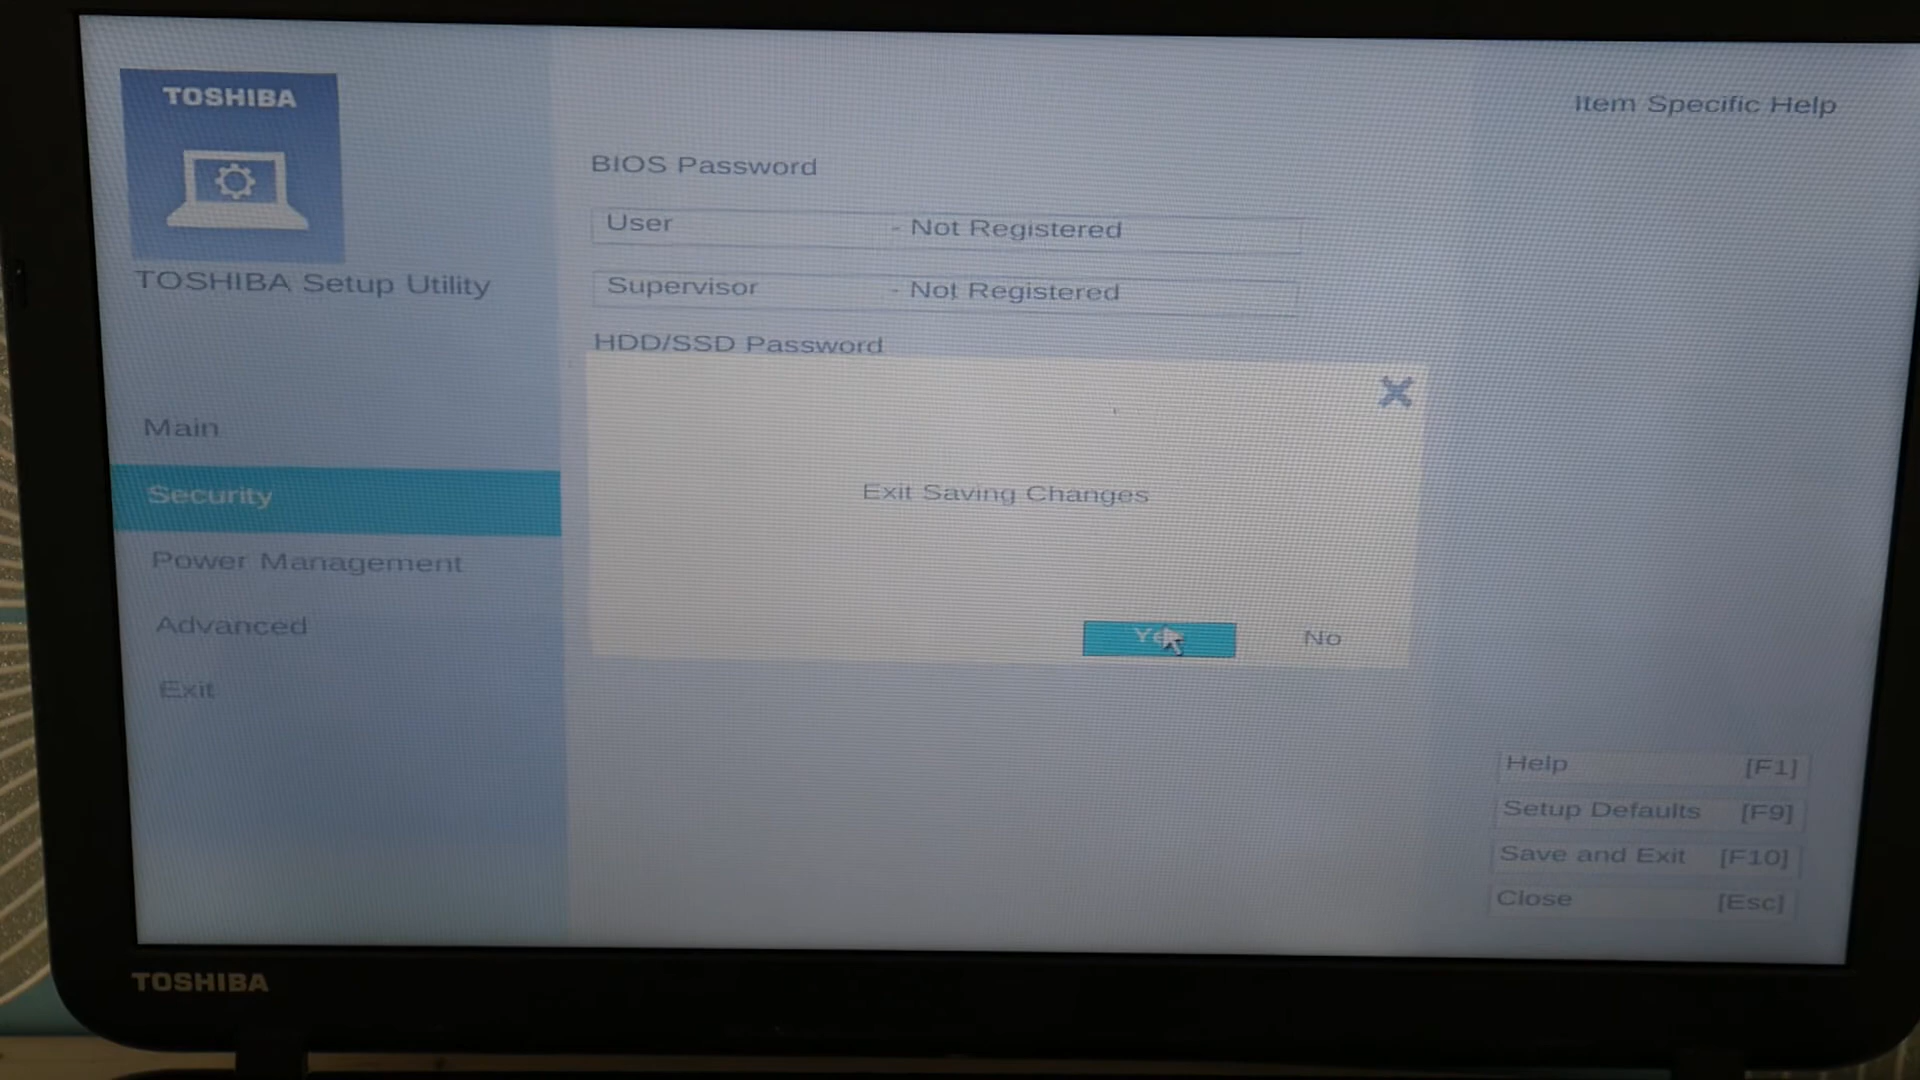 TOSHIBA
TOSHIBA Setup Utility
Main
Security
Power Management
Advanced
Exit
BIOS Password
User - Not Registered
Supervisor - Not Registered
HDD/SSD Password
Exit Saving Changes
No
Item Specific Help
Help [F1]
Setup Defaults [F9]
Save and Exit [F10]
Close [Esc]
TOSHIBA